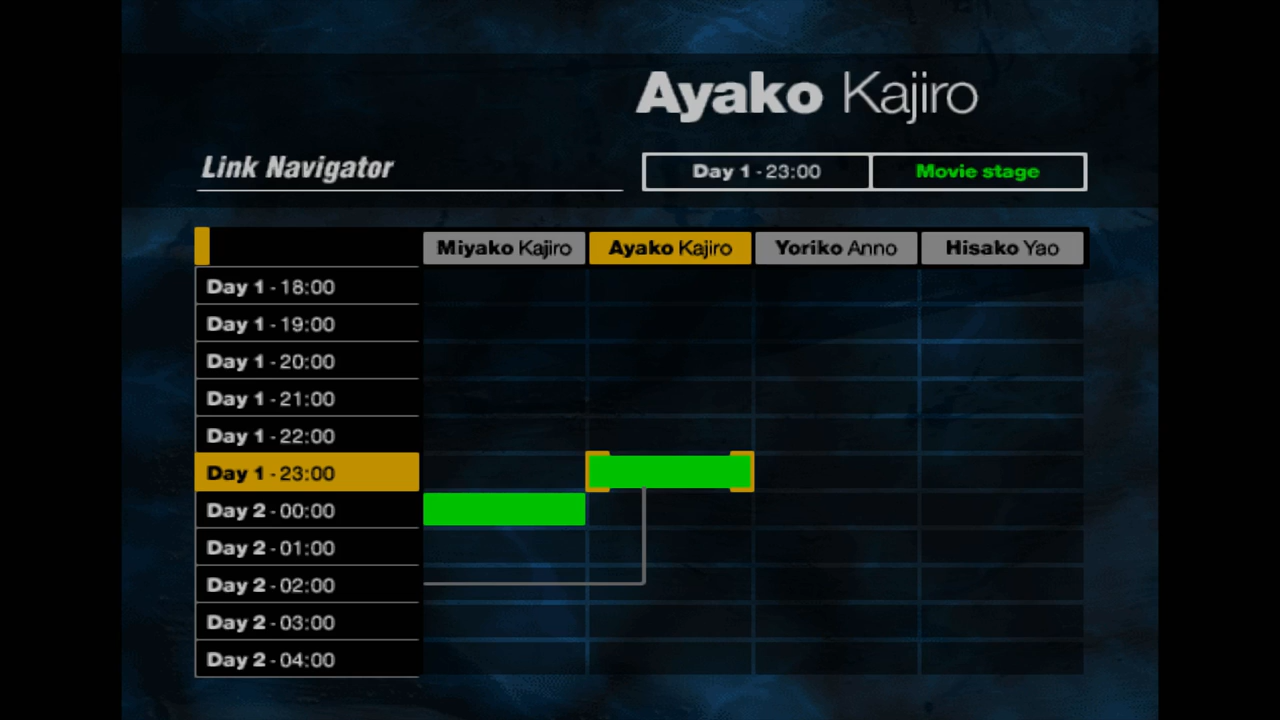 Ayako Kajiro
Link Navigator
Day 1 - 23:00
Movie stage
Miyako Kajiro
Ayako Kajiro
Yoriko Anno
Hisako Yao
Day 1 - 18:00
Day 1 - 19:00
Day 1 - 20:00
Day 1 - 21:00
Day 1 - 22:00
Day 1 - 23:00
Day 2 - 00:00
Day 2 - 01:00
Day 2 - 02:00
Day 2 - 03:00
Day 2 - 04:00